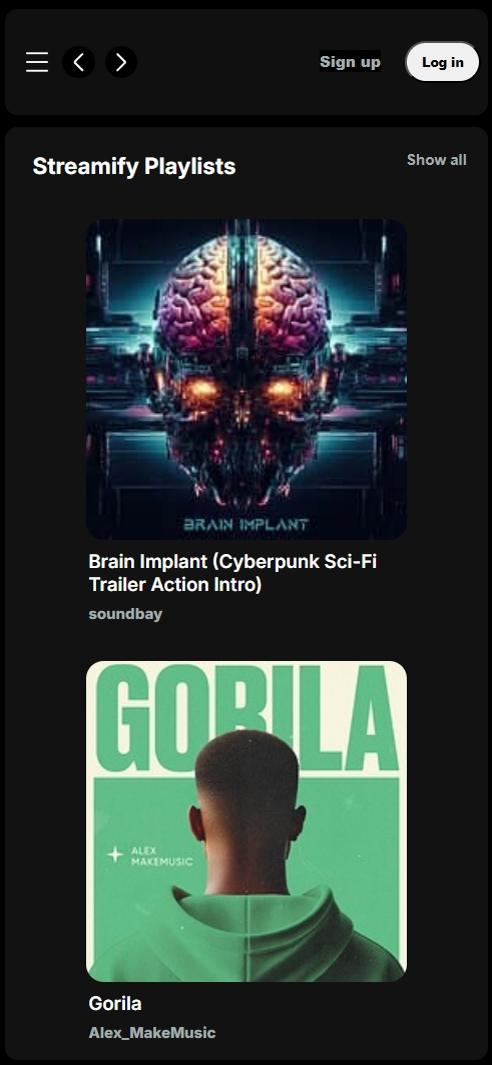 Sign up
Log in
Streamify Playlists
Show all
BRAIN IMPLANT
Brain Implant (Cyberpunk Sci-Fi
Trailer Action Intro)
soundbay
GORILA
ALEX
MAKEMUSIC
Gorila
Alex_MakeMusic